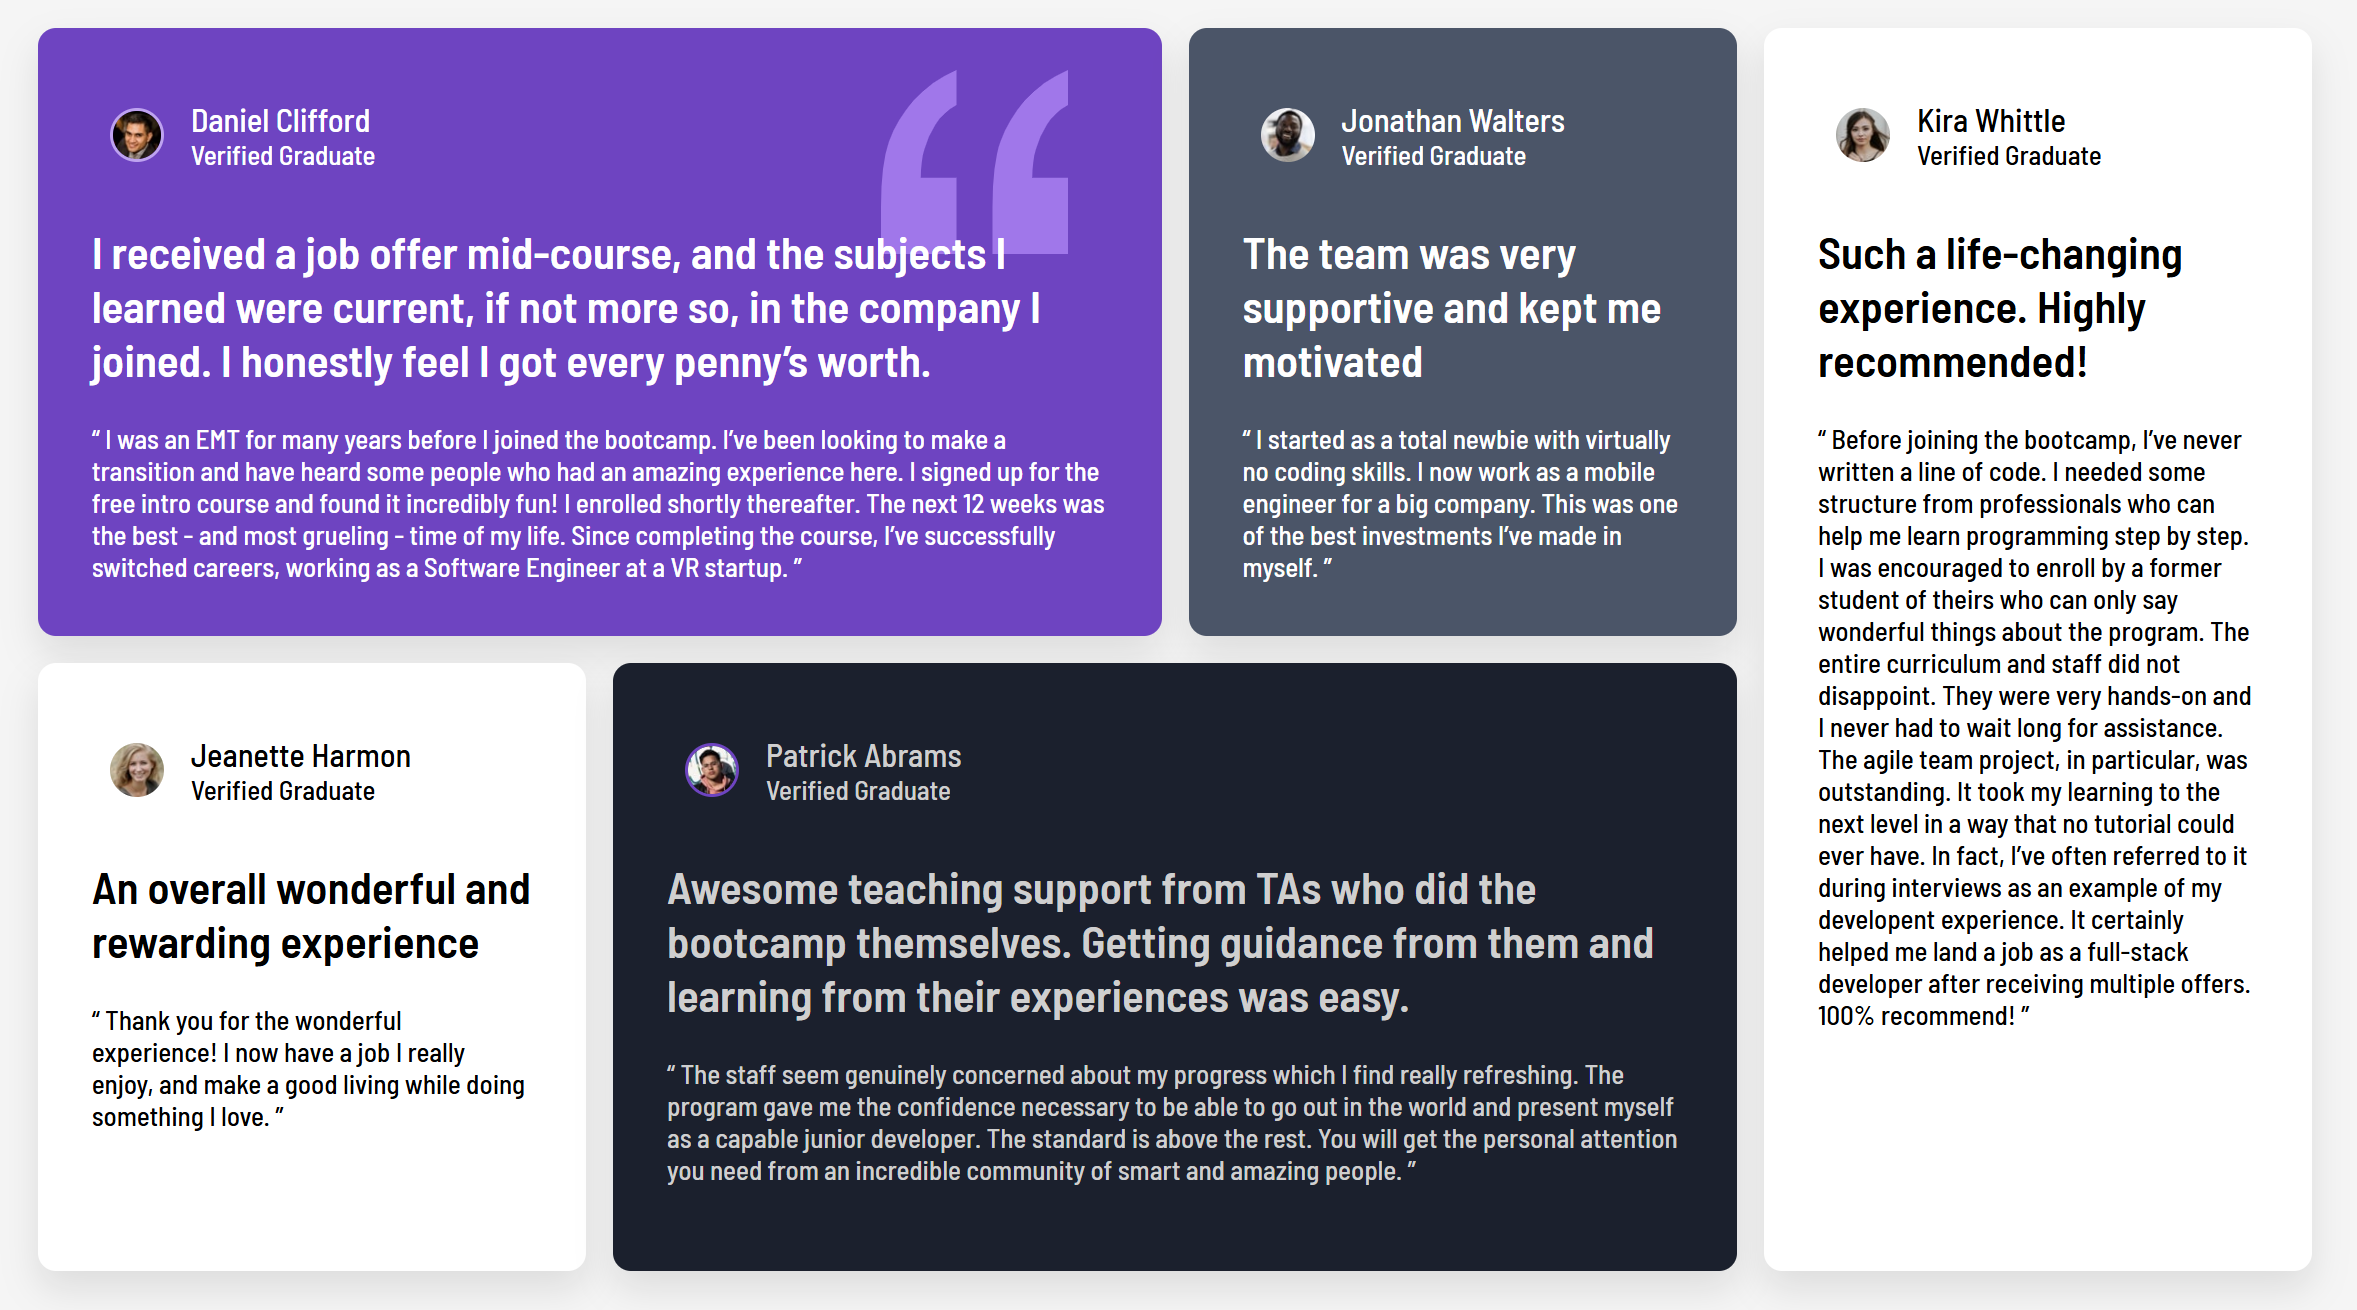 Daniel Clifford
Verified Graduate
I received a job offer mid-course, and the subjects I
learned were current, if not more so, in the company I
joined. I honestly feel I got every penny’s worth.
“ I was an EMT for many years before I joined the bootcamp. I’ve been looking to make a
transition and have heard some people who had an amazing experience here. I signed up for the
free intro course and found it incredibly fun! I enrolled shortly thereafter. The next 12 weeks was
the best - and most grueling - time of my life. Since completing the course, I’ve successfully
switched careers, working as a Software Engineer at a VR startup. ”
Jonathan Walters
Verified Graduate
The team was very
supportive and kept me
motivated
“ I started as a total newbie with virtually
no coding skills. I now work as a mobile
engineer for a big company. This was one
of the best investments I’ve made in
myself. ”
Kira Whittle
Verified Graduate
Such a life-changing
experience. Highly
recommended!
“ Before joining the bootcamp, I’ve never
written a line of code. I needed some
structure from professionals who can
help me learn programming step by step.
I was encouraged to enroll by a former
student of theirs who can only say
wonderful things about the program. The
entire curriculum and staff did not
disappoint. They were very hands-on and
I never had to wait long for assistance.
The agile team project, in particular, was
outstanding. It took my learning to the
next level in a way that no tutorial could
ever have. In fact, I’ve often referred to it
during interviews as an example of my
developent experience. It certainly
helped me land a job as a full-stack
developer after receiving multiple offers.
100% recommend! ”
Jeanette Harmon
Verified Graduate
An overall wonderful and
rewarding experience
“ Thank you for the wonderful
experience! I now have a job I really
enjoy, and make a good living while doing
something I love. ”
Patrick Abrams
Verified Graduate
Awesome teaching support from TAs who did the
bootcamp themselves. Getting guidance from them and
learning from their experiences was easy.
“ The staff seem genuinely concerned about my progress which I find really refreshing. The
program gave me the confidence necessary to be able to go out in the world and present myself
as a capable junior developer. The standard is above the rest. You will get the personal attention
you need from an incredible community of smart and amazing people. ”